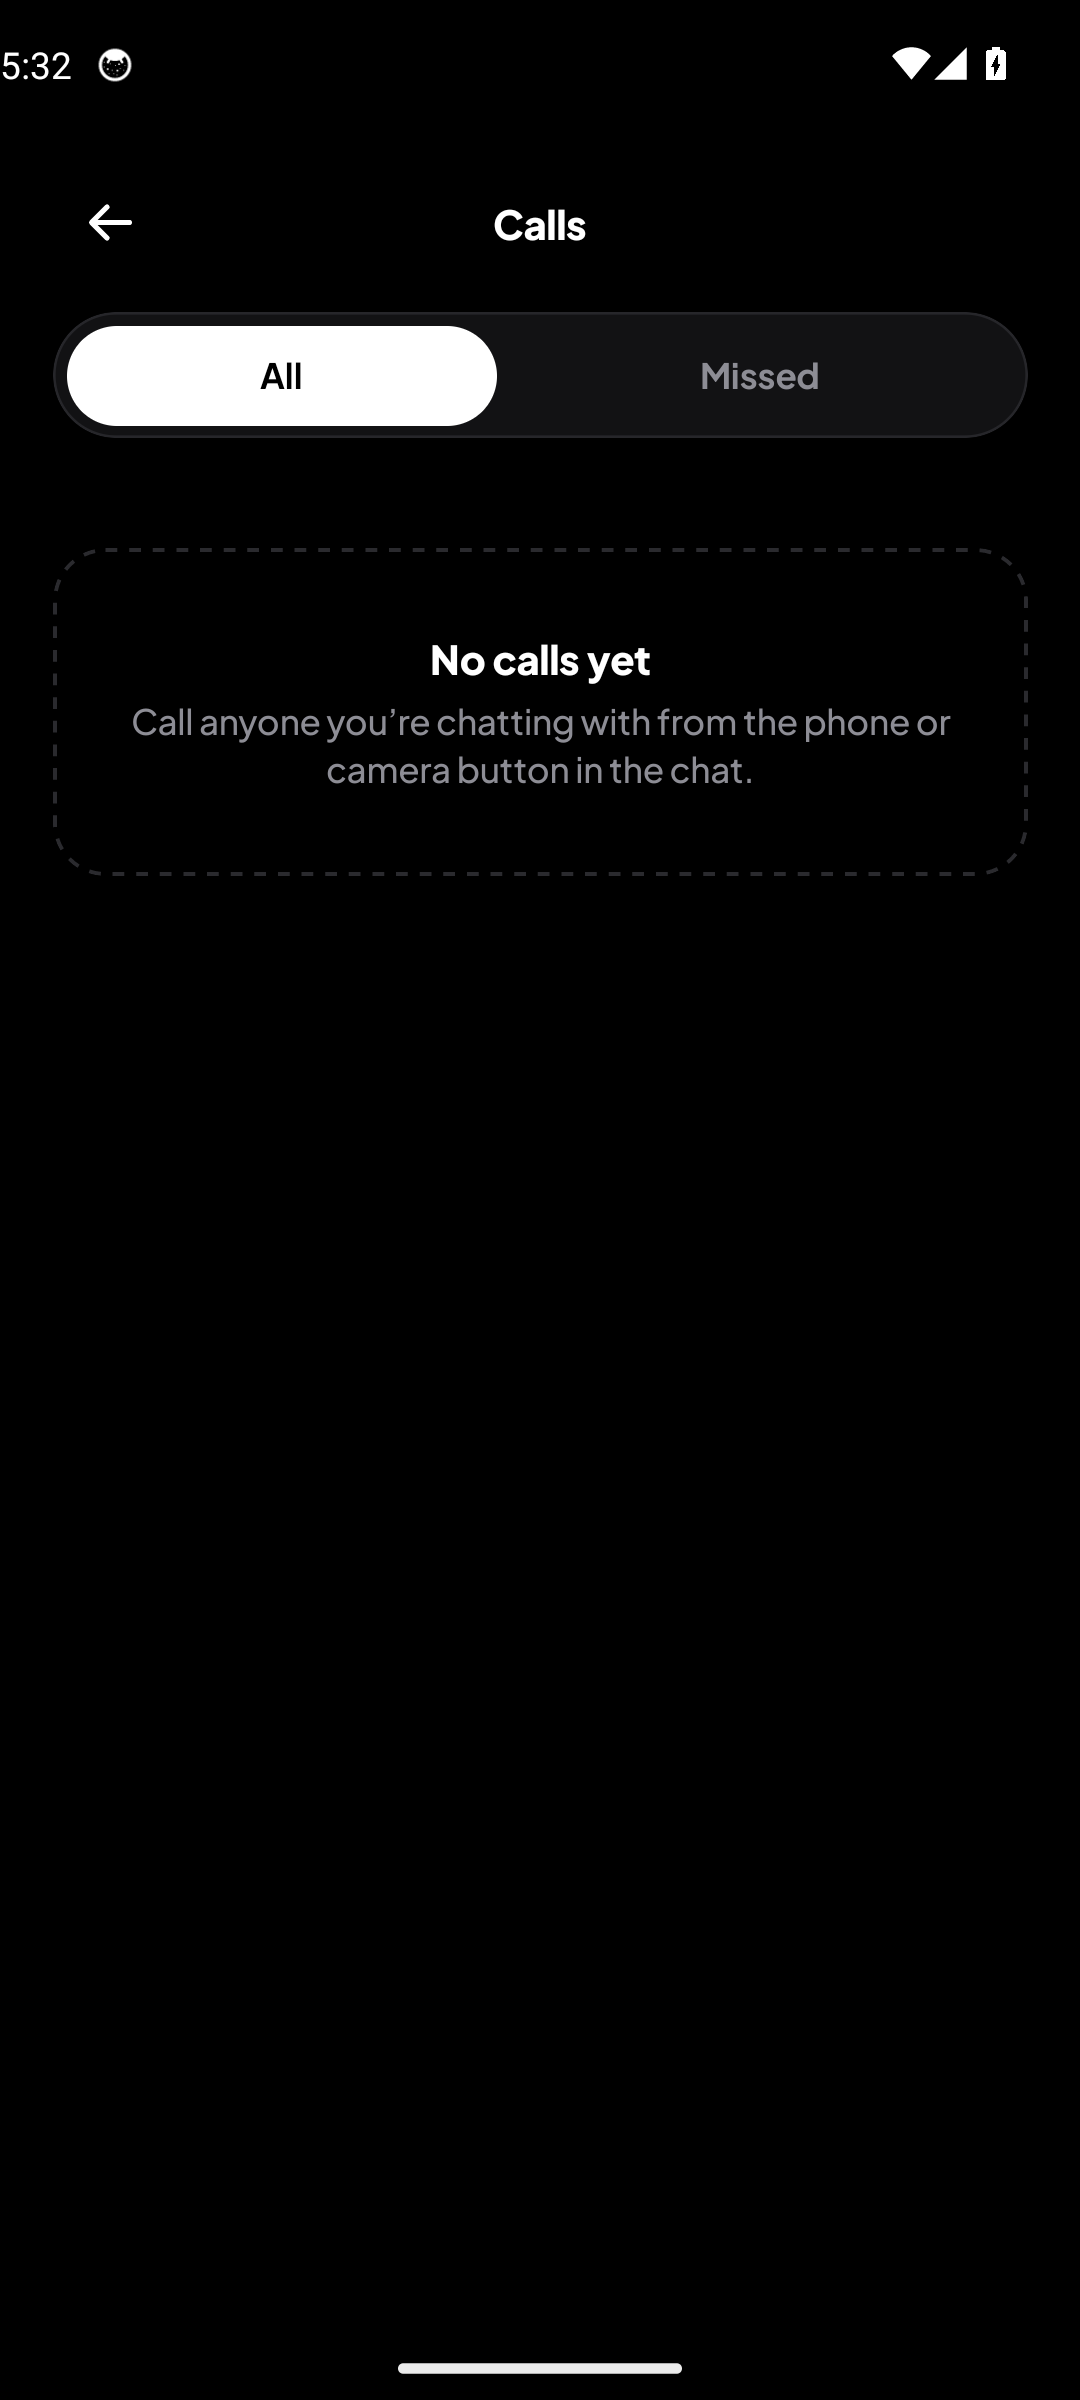 5:32
Calls
All
Missed
No calls yet
Call anyone you’re chatting with from the phone or
camera button in the chat.